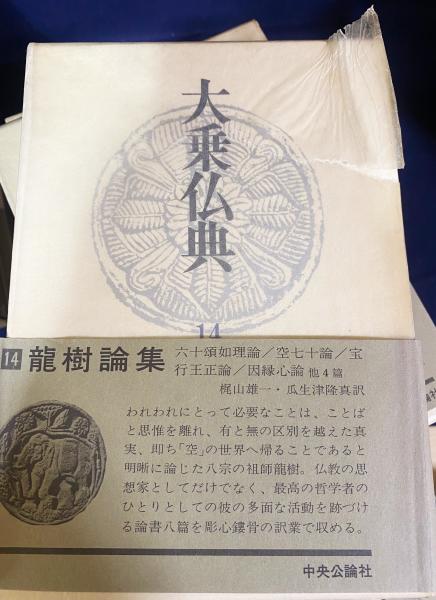 大乗仏典
14
14 龍樹論集
六十頌如理論／空七十論／宝
行王正論／因縁心論 他4篇
梶山雄一・瓜生津隆真訳
われわれにとって必要なことは、ことば
と思惟を離れ、有と無の区別を越えた真
実、即ち「空」の世界へ帰ることであると
明晰に論じた八宗の祖師龍樹。仏教の思
想家としてだけでなく、最高の哲学者の
ひとりとしての彼の多面な活動を跡づけ
る論書八篇を彫心鏤骨の訳業で収める。
中央公論社